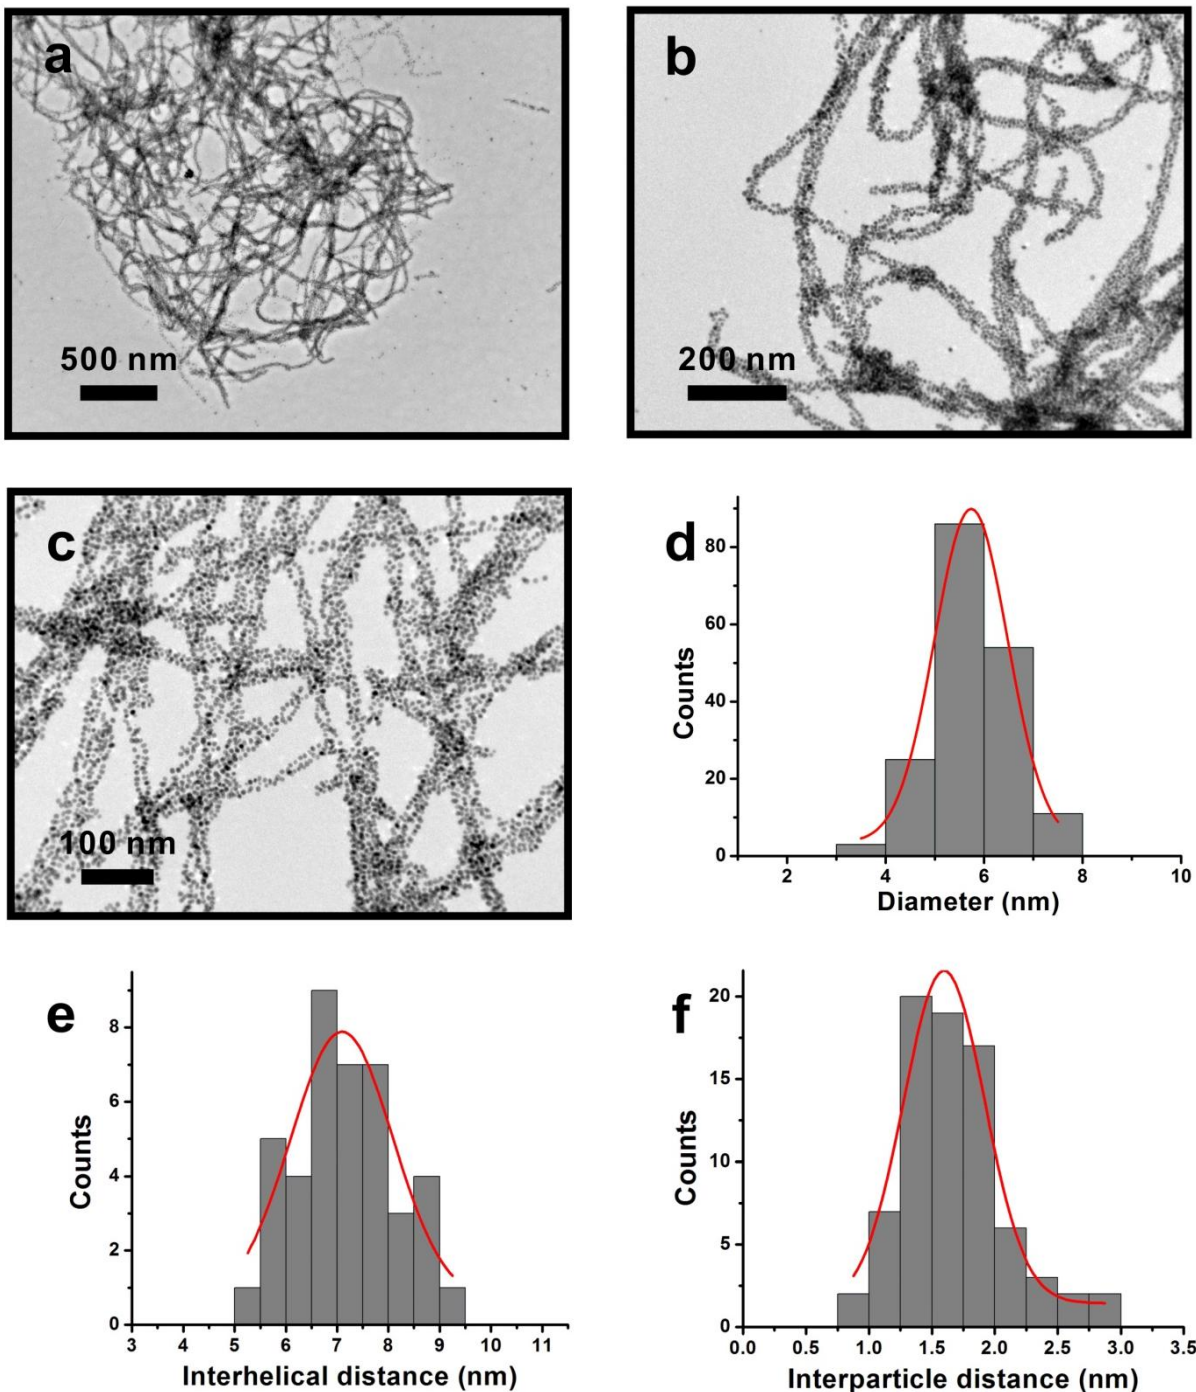 a
500 nm
b
200 nm
c
100 nm
d
Counts
80
60
40
20
0
2 4 6 8 10
Diameter (nm)
e
Counts
8
6
4
2
0
3 4 5 6 7 8 9 10 11
Interhelical distance (nm)
f
Counts
20
15
10
5
0
0.0 0.5 1.0 1.5 2.0 2.5 3.0 3.5
Interparticle distance (nm)